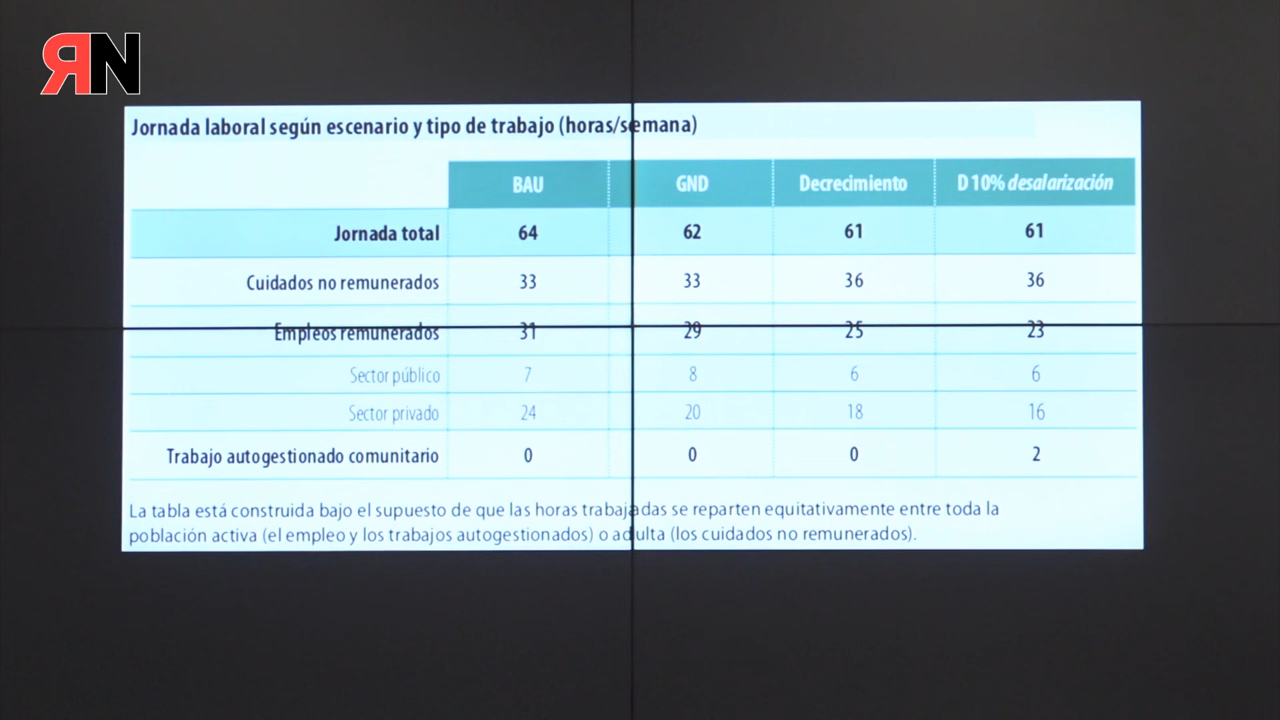 RN
Jornada laboral según escenario y tipo de trabajo (horas/semana)
BAU GND Decrecimiento D 10% desalarización
Jornada total 64 62 61 61
Cuidados no remunerados 33 33 36 36
Empleos remunerados 31 29 25 23
Sector público 7 8 6 6
Sector privado 24 20 18 16
Trabajo autogestionado comunitario 0 0 0 2
La tabla está construida bajo el supuesto de que las horas trabajadas se reparten equitativamente entre toda la
población activa (el empleo y los trabajos autogestionados) o adulta (los cuidados no remunerados).